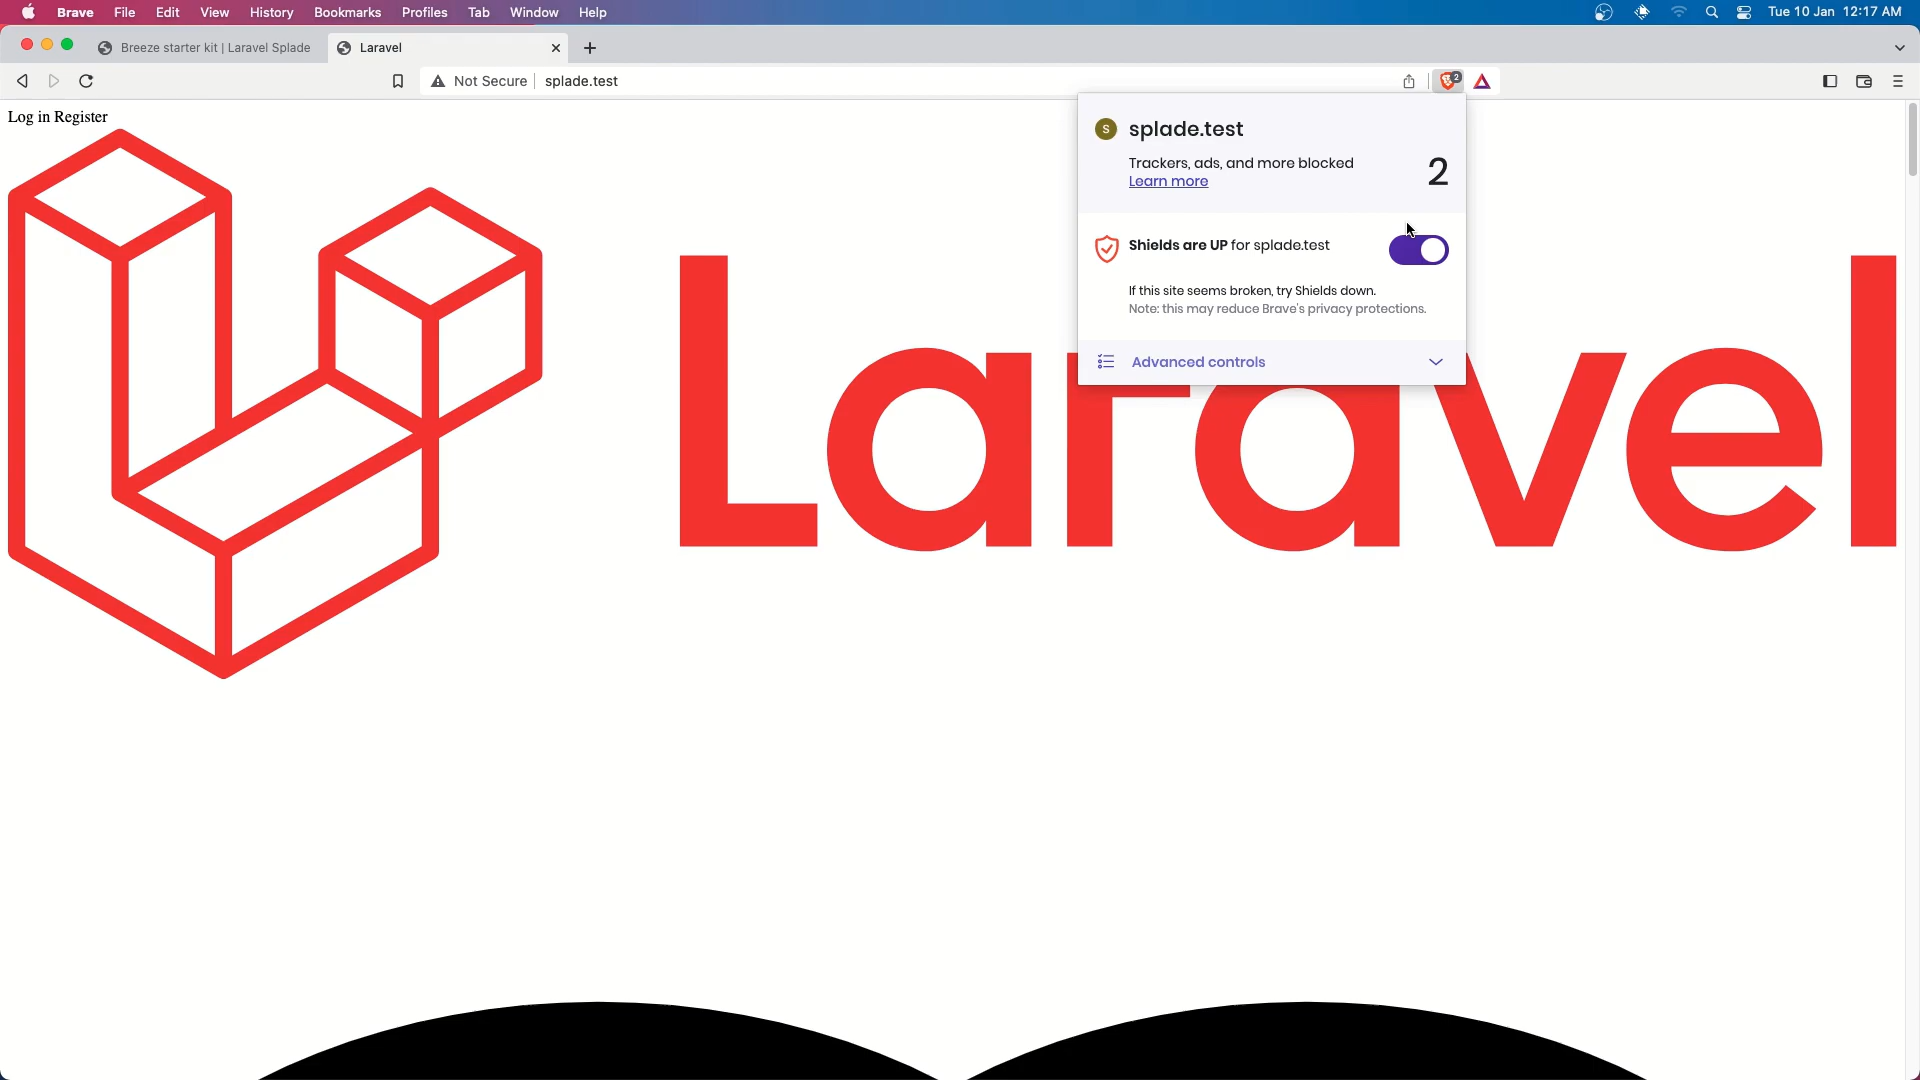 Brave File Edit View History Bookmarks Profiles Tab Window Help Tue 10 Jan 12:17 AM
Breeze starter kit | Laravel Splade Laravel
Not Secure splade.test 2
Log in Register
S splade.test
Trackers, ads, and more blocked 2
Learn more
Shields are UP for splade.test
If this site seems broken, try Shields down.
Note: this may reduce Brave's privacy protections.
Advanced controls
Laravel